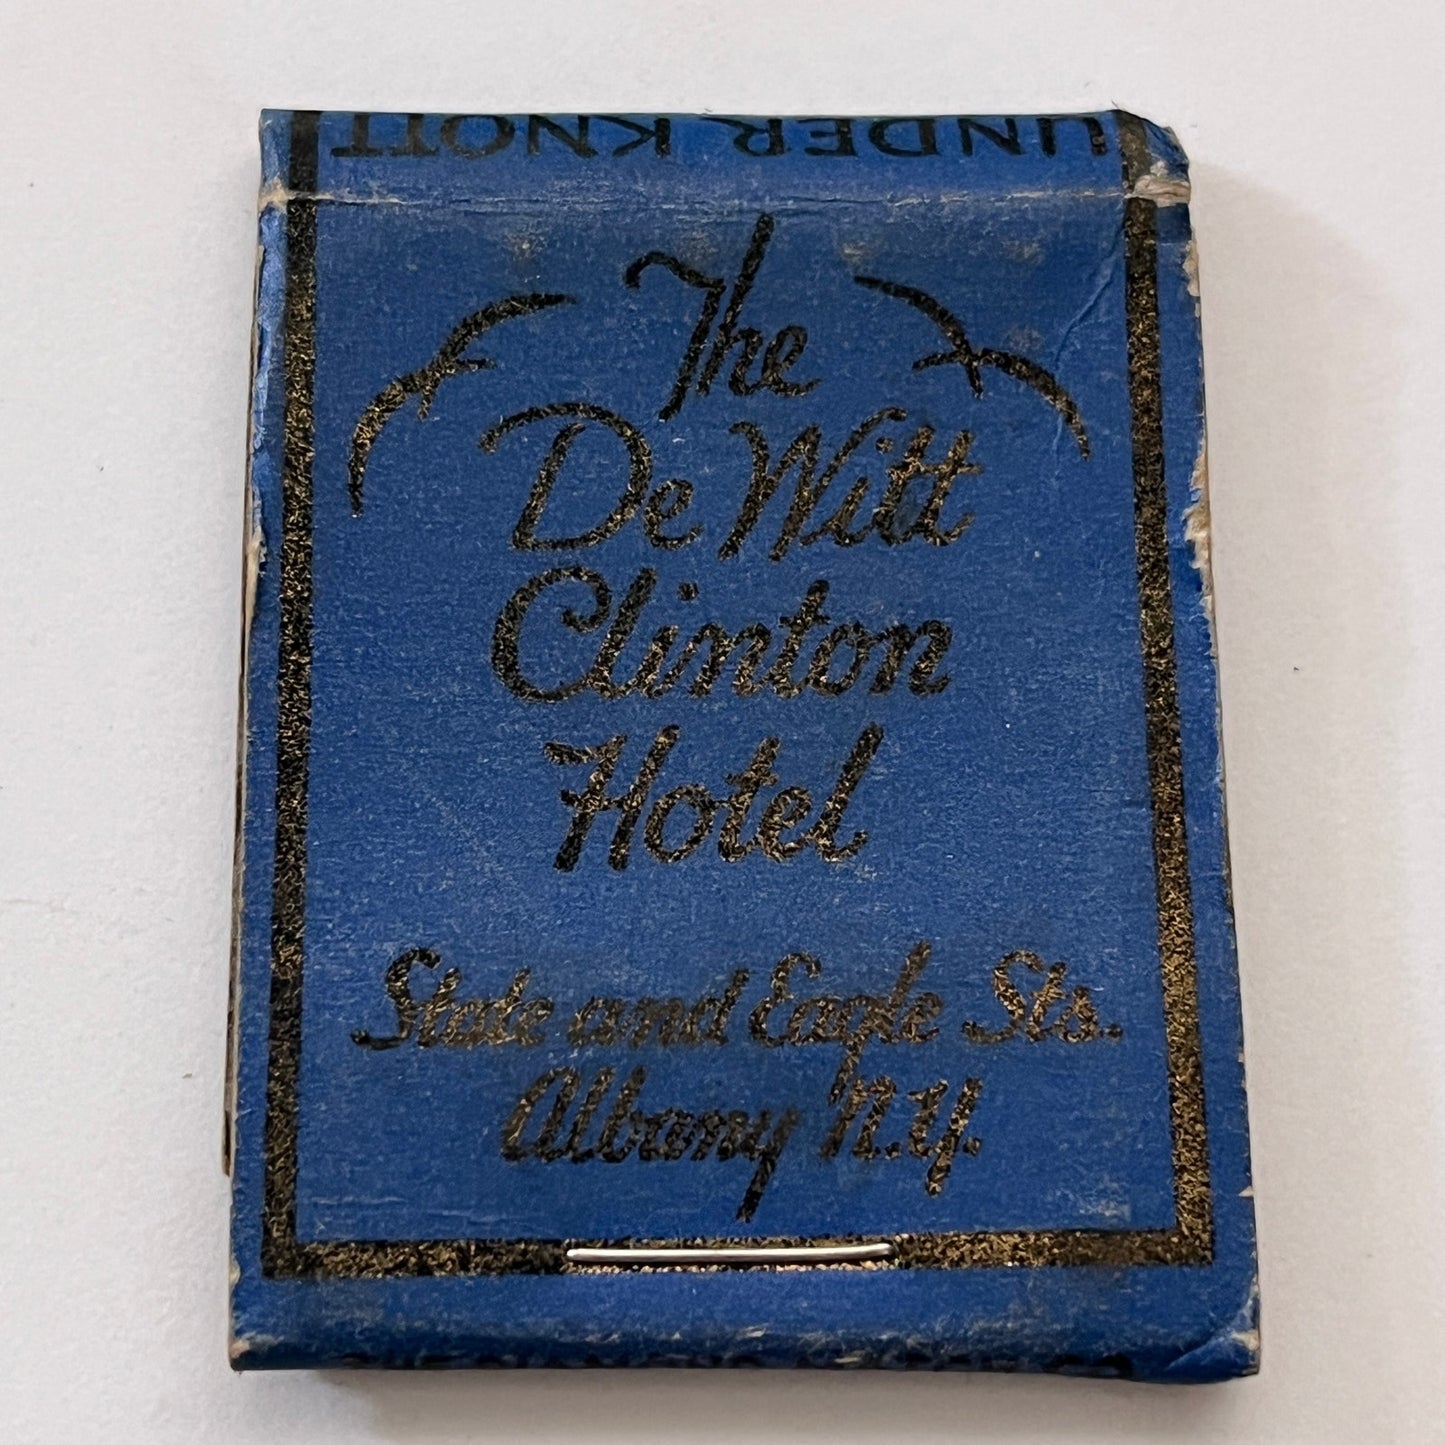 UNDER KNOTT
The
De Witt
Clinton
Hotel
State and Eagle Sts.
Albany N.Y.